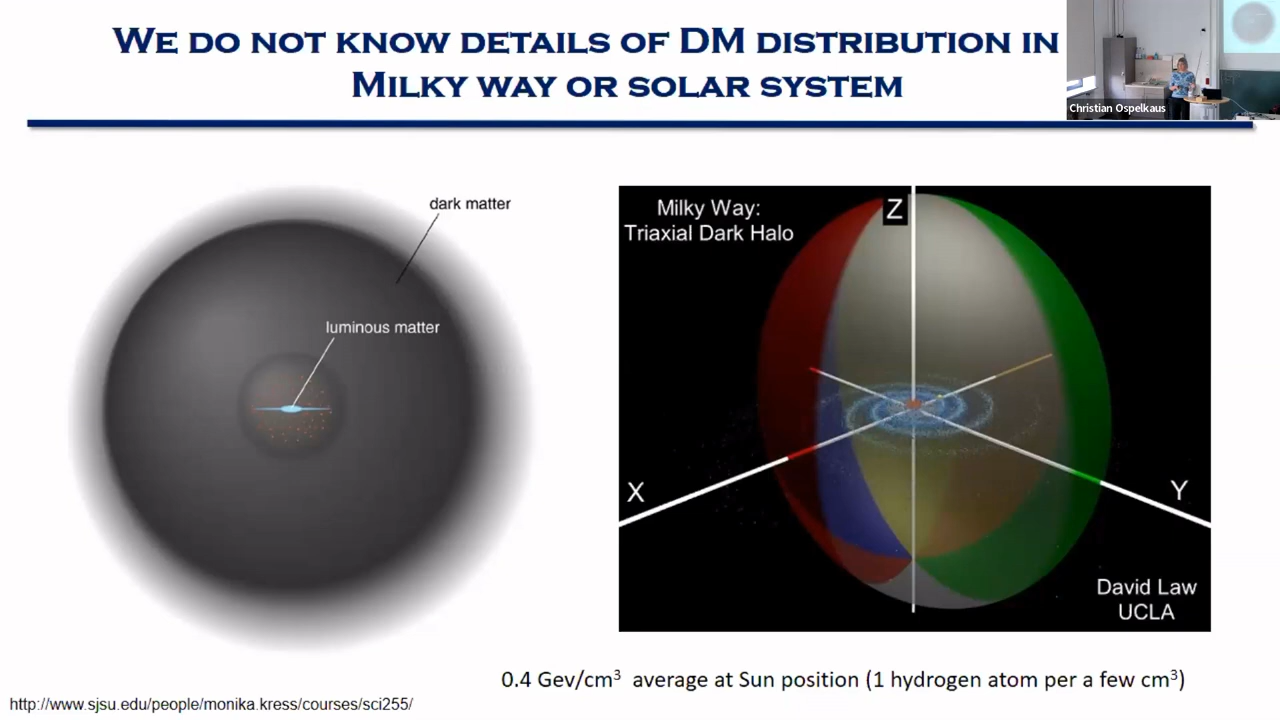 WE DO NOT KNOW DETAILS OF DM DISTRIBUTION IN
MILKY WAY OR SOLAR SYSTEM
Christian Ospelkaus
dark matter
luminous matter
Milky Way:
Triaxial Dark Halo
Z
X
Y
David Law
UCLA
0.4 Gev/cm³ average at Sun position (1 hydrogen atom per a few cm³)
http://www.sjsu.edu/people/monika.kress/courses/sci255/